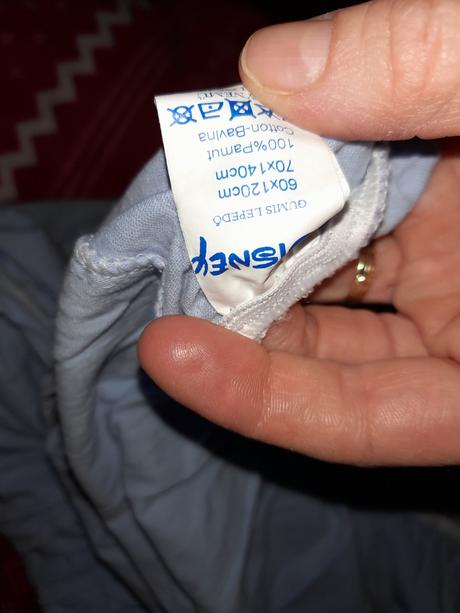 DISNEY
GUMIS LEPEDŐ
60x120cm
70x140cm
100%Pamut
Cotton-Bavlna